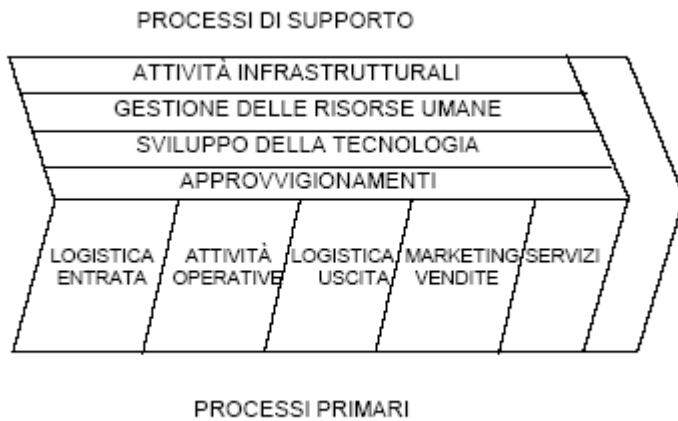 PROCESSI DI SUPPORTO
ATTIVITÀ INFRASTRUTTURALI
GESTIONE DELLE RISORSE UMANE
SVILUPPO DELLA TECNOLOGIA
APPROVVIGIONAMENTI
LOGISTICA
ENTRATA
ATTIVITÀ
OPERATIVE
LOGISTICA
USCITA
MARKETING
VENDITE
SERVIZI
PROCESSI PRIMARI